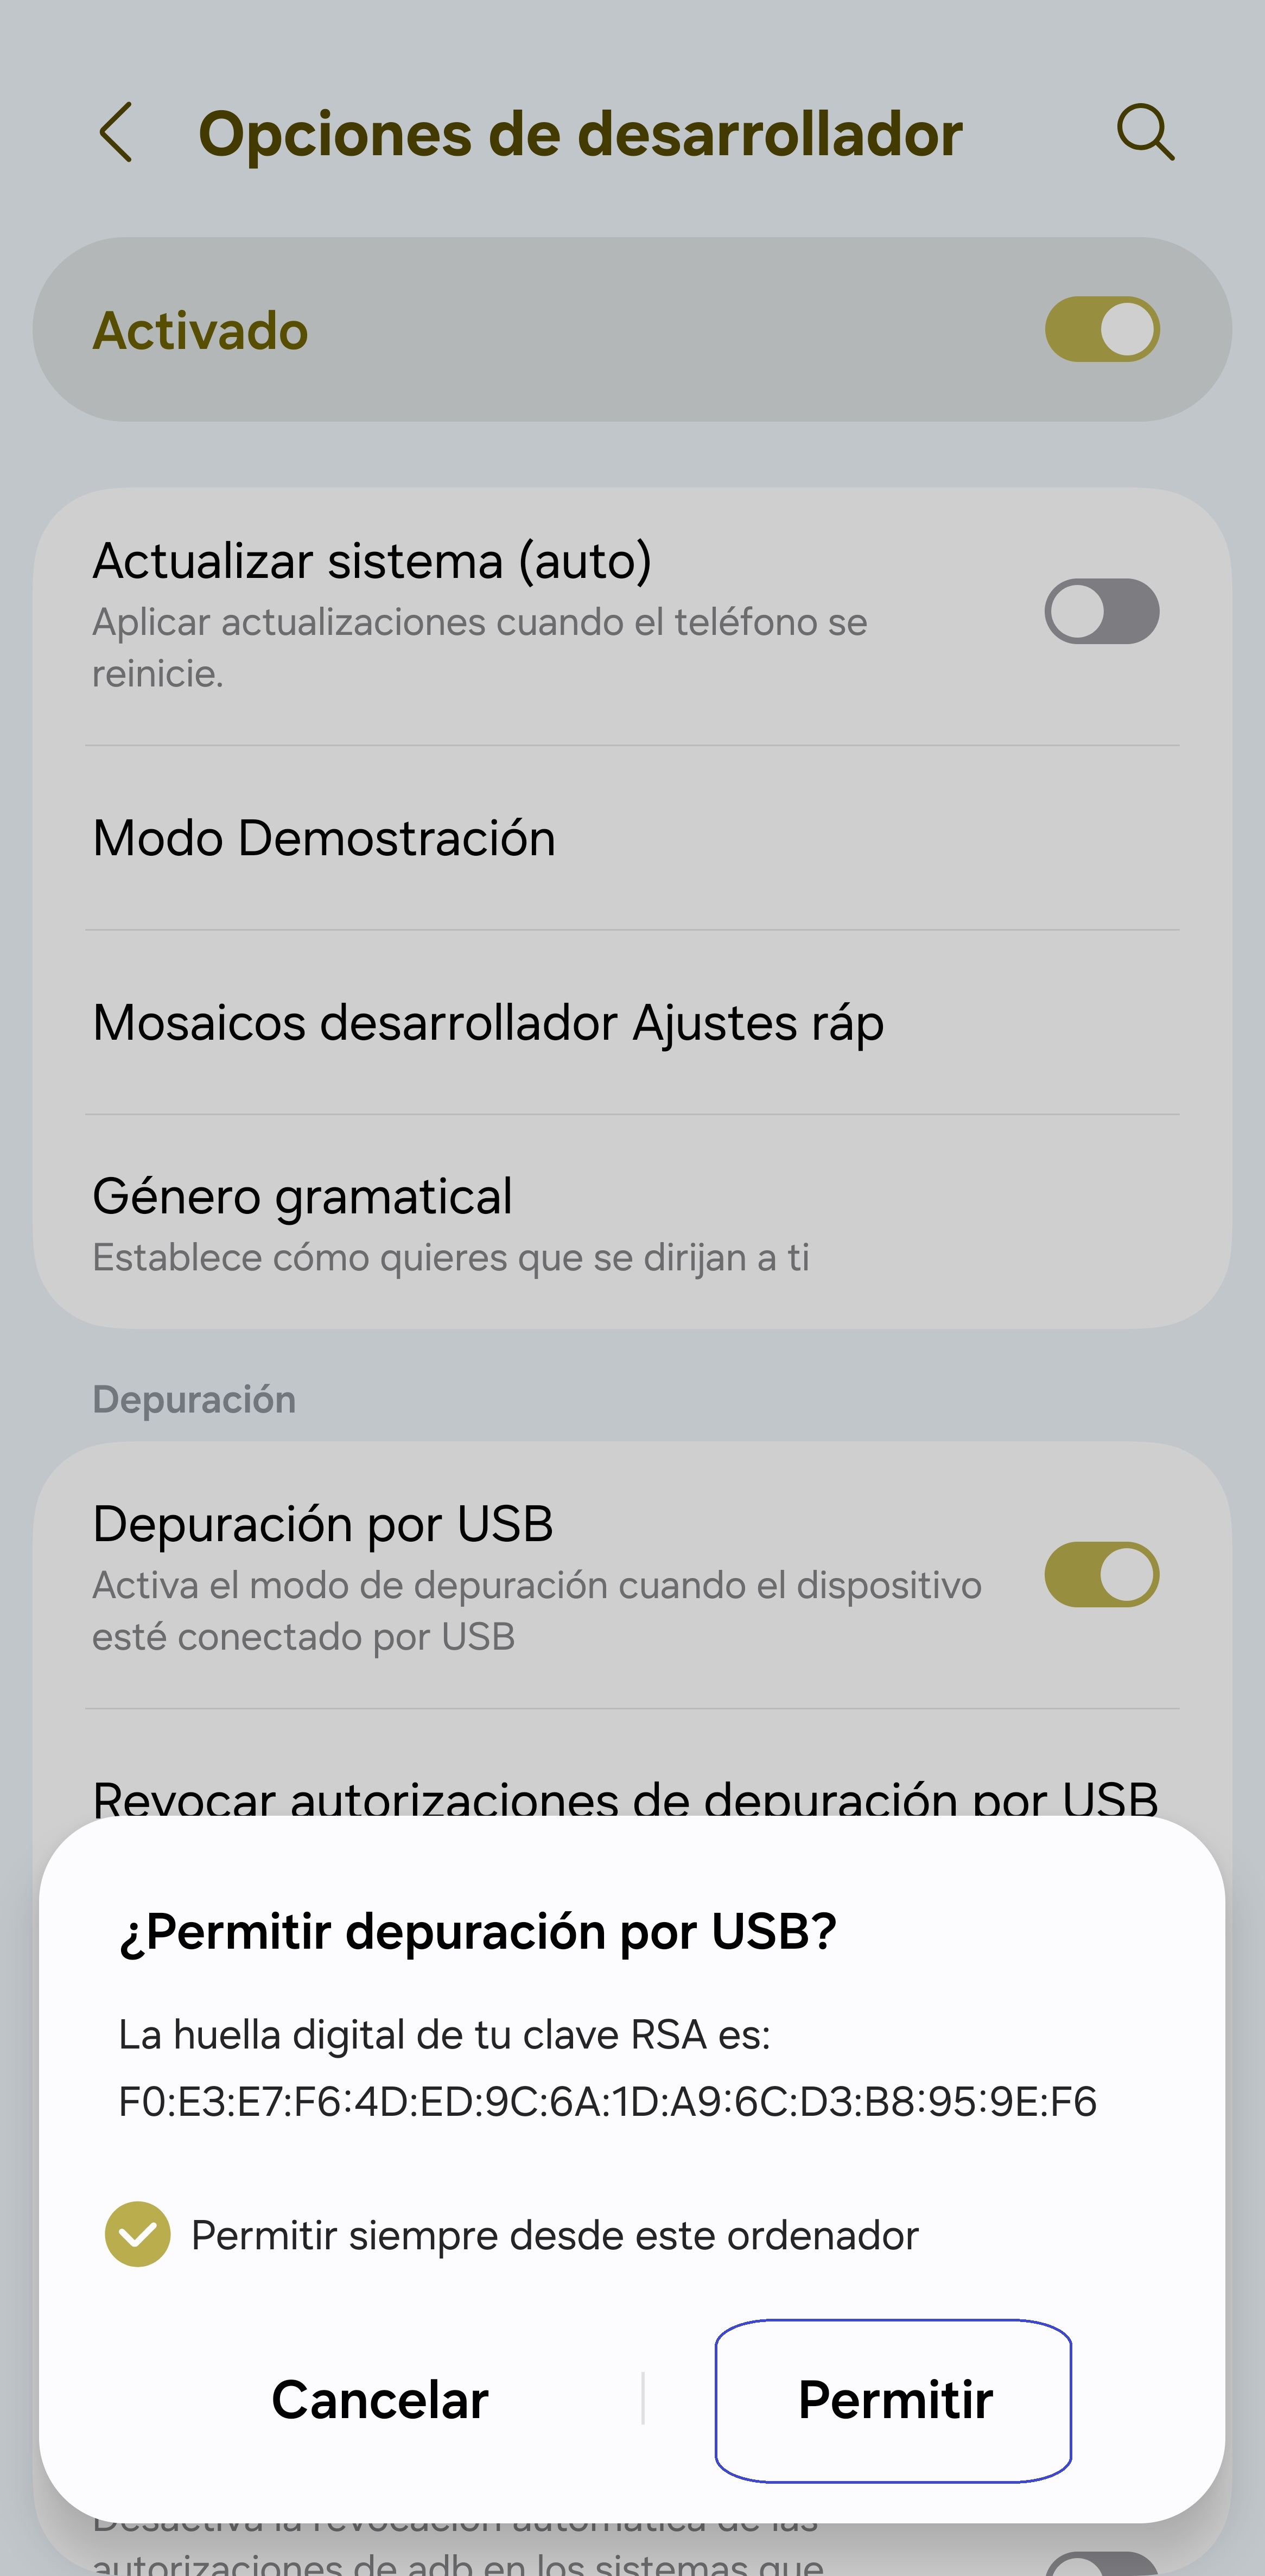 Opciones de desarrollador
Activado
Actualizar sistema (auto)
Aplicar actualizaciones cuando el teléfono se
reinicie.
Modo Demostración
Mosaicos desarrollador Ajustes ráp
Género gramatical
Establece cómo quieres que se dirijan a ti
Depuración
Depuración por USB
Activa el modo de depuración cuando el dispositivo
esté conectado por USB
Revocar autorizaciones de depuración por USB
¿Permitir depuración por USB?
La huella digital de tu clave RSA es:
F0:E3:E7:F6:4D:ED:9C:6A:1D:A9:6C:D3:B8:95:9E:F6
Permitir siempre desde este ordenador
Cancelar
Permitir
Desactiva la revocación automática de las
autorizaciones de adb en los sistemas que